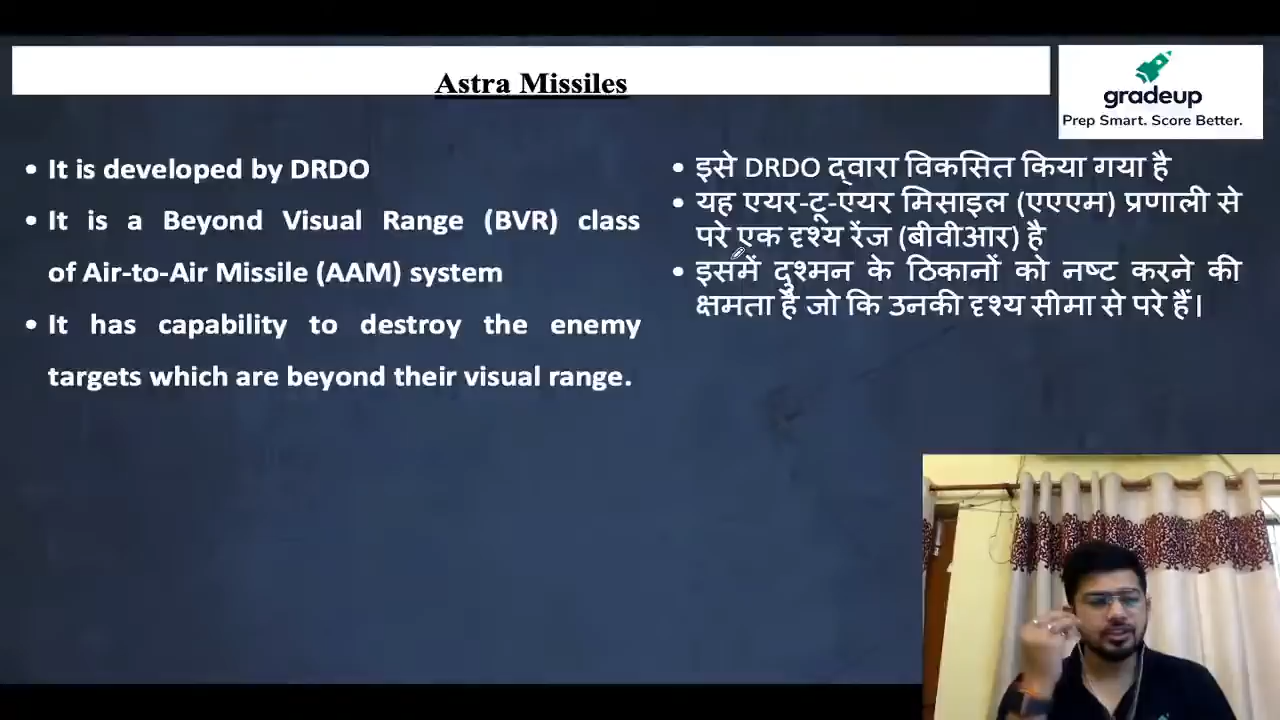 Astra Missiles
gradeup
Prep Smart. Score Better.
• It is developed by DRDO
• It is a Beyond Visual Range (BVR) class
of Air-to-Air Missile (AAM) system
• It has capability to destroy the enemy
targets which are beyond their visual range.
• इसे DRDO द्वारा विकसित किया गया है
• यह एयर-टू-एयर मिसाइल (एएएम) प्रणाली से
परे एक दृश्य रेंज (बीवीआर) है
• इसमें दुश्मन के ठिकानों को नष्ट करने की
क्षमता है जो कि उनकी दृश्य सीमा से परे हैं।